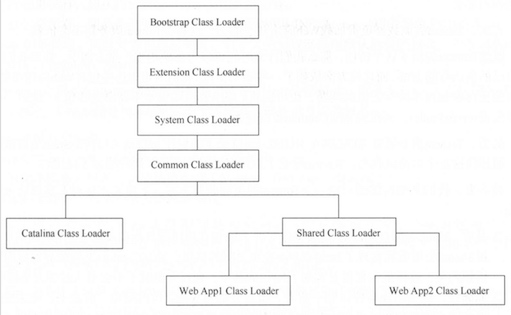 Bootstrap Class Loader
Extension Class Loader
System Class Loader
Common Class Loader
Catalina Class Loader
Shared Class Loader
Web App1 Class Loader
Web App2 Class Loader